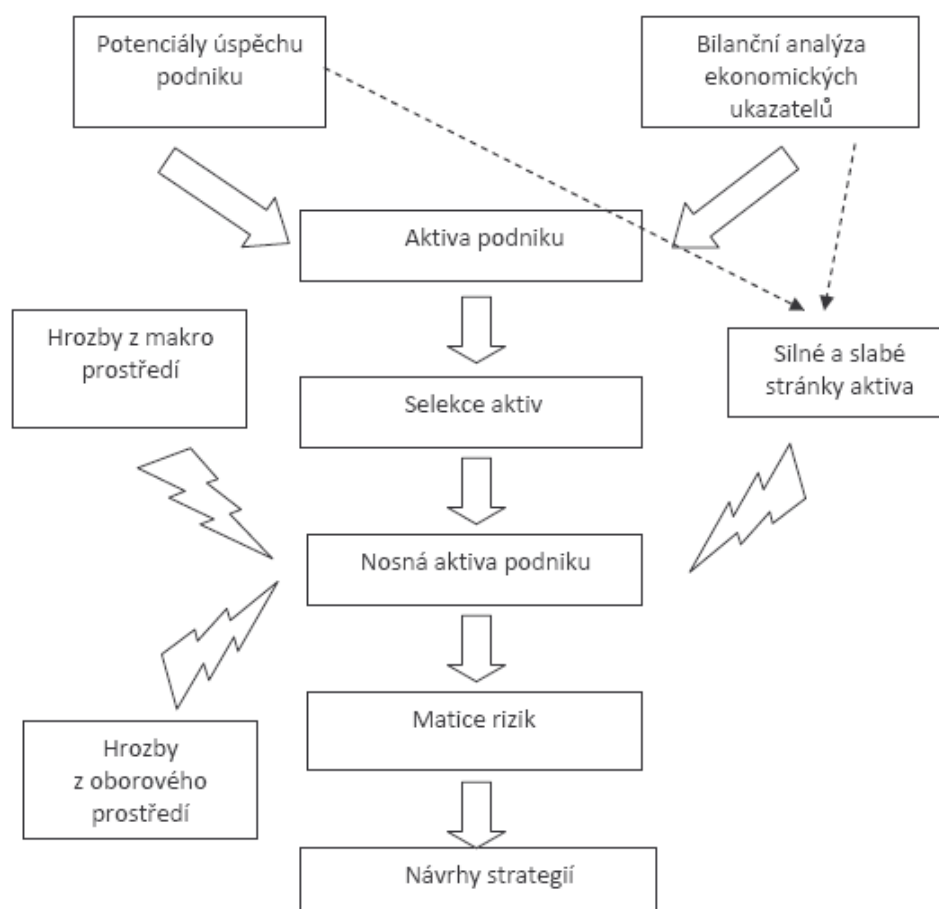 Potenciály úspěchu
podniku
Bilanční analýza
ekonomických
ukazatelů
Aktiva podniku
Hrozby z makro
prostředí
Silné a slabé
stránky aktiva
Selekce aktiv
Nosná aktiva podniku
Matice rizik
Hrozby
z oborového
prostředí
Návrhy strategií